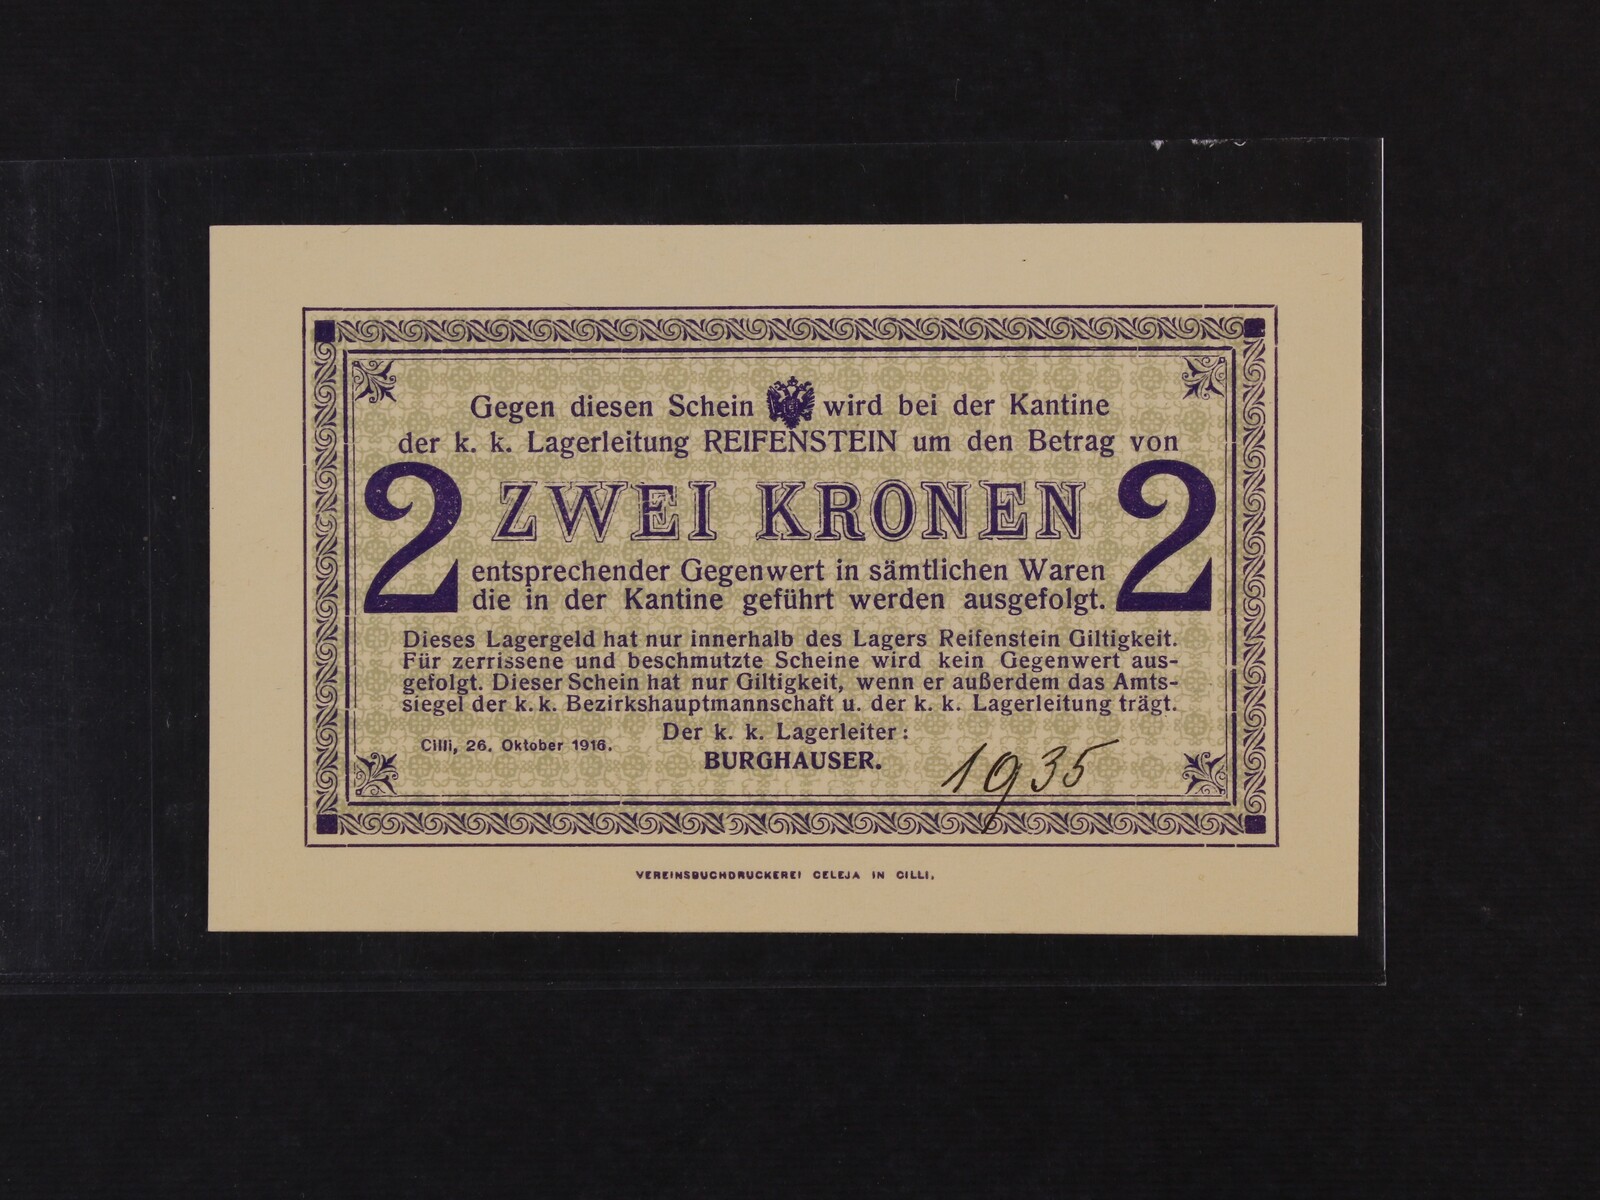 Gegen diesen Schein wird bei der Kantine
der k. k. Lagerleitung REIFENSTEIN um den Betrag von
2 ZWEI KRONEN 2
entsprechender Gegenwert in sämtlichen Waren
die in der Kantine geführt werden ausgefolgt.
Dieses Lagergeld hat nur innerhalb des Lagers Reifenstein Giltigkeit.
Für zerrissene und beschmutzte Scheine wird kein Gegenwert aus-
gefolgt. Dieser Schein hat nur Giltigkeit, wenn er außerdem das Amts-
siegel der k. k. Bezirkshauptmannschaft u. der k. k. Lagerleitung trägt.
Der k. k. Lagerleiter:
Cilli, 26. Oktober 1916.
BURGHAUSER.
1935
VEREINSBUCHDRUCKEREI CELEJA IN CILLI.